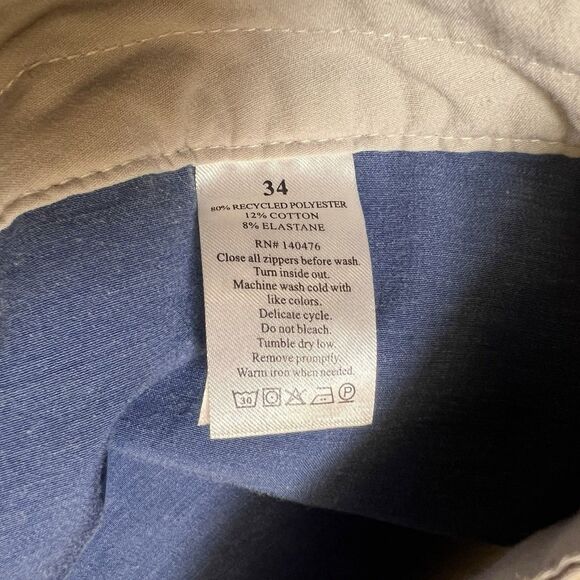 34
80% RECYCLED POLYESTER
12% COTTON
8% ELASTANE
RN# 140476
Close all zippers before wash.
Turn inside out.
Machine wash cold with
like colors.
Delicate cycle.
Do not bleach.
Tumble dry low.
Remove promptly.
Warm iron when needed.
30 P